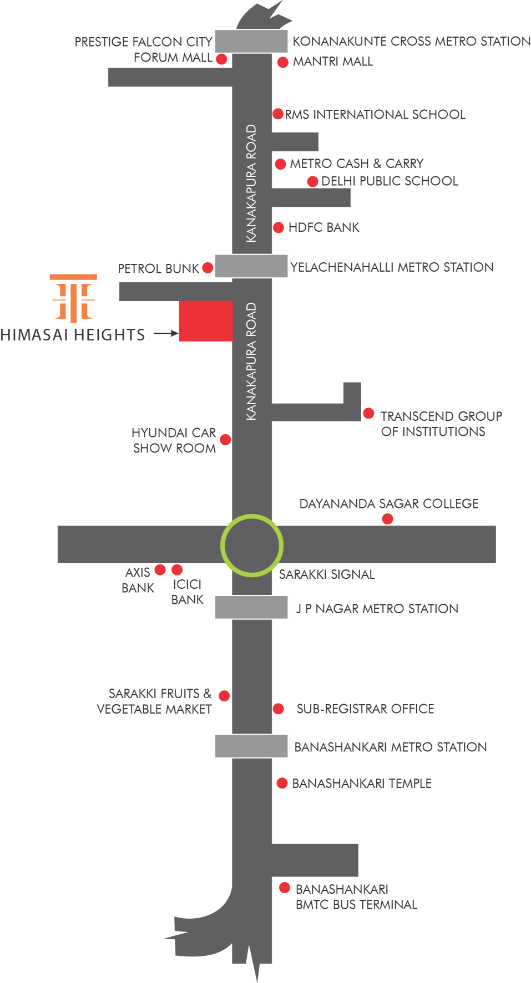 PRESTIGE FALCON CITY
FORUM MALL
KONANAKUNTE CROSS METRO STATION
MANTRI MALL
RMS INTERNATIONAL SCHOOL
KANAKAPURA ROAD
METRO CASH & CARRY
DELHI PUBLIC SCHOOL
HDFC BANK
PETROL BUNK
YELACHENAHALLI METRO STATION
HIMASAI HEIGHTS
KANAKAPURA ROAD
TRANSCEND GROUP
OF INSTITUTIONS
HYUNDAI CAR
SHOW ROOM
DAYANANDA SAGAR COLLEGE
AXIS
BANK
ICICI
BANK
SARAKKI SIGNAL
J P NAGAR METRO STATION
SARAKKI FRUITS &
VEGETABLE MARKET
SUB-REGISTRAR OFFICE
BANASHANKARI METRO STATION
BANASHANKARI TEMPLE
BANASHANKARI
BMTC BUS TERMINAL